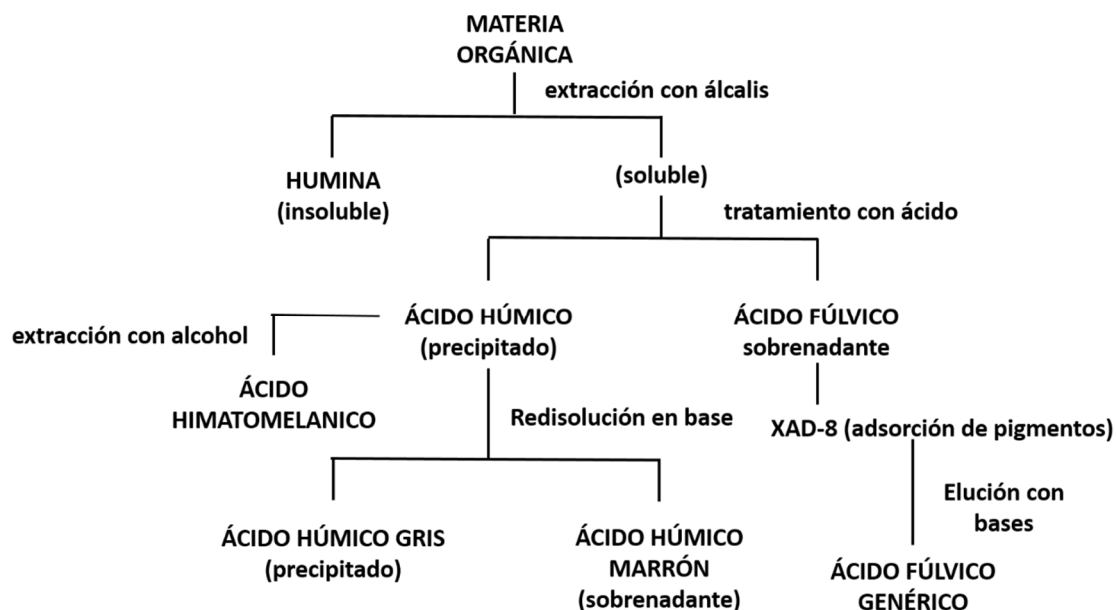 MATERIA
ORGÁNICA
extracción con álcalis
HUMINA
(insoluble)
(soluble)
tratamiento con ácido
ÁCIDO HÚMICO
(precipitado)
ÁCIDO FÚLVICO
sobrenadante
extracción con alcohol
ÁCIDO
HIMATOMELANICO
Redisolución en base
XAD-8 (adsorción de pigmentos)
Elución con
bases
ÁCIDO HÚMICO GRIS
(precipitado)
ÁCIDO HÚMICO
MARRÓN
(sobrenadante)
ÁCIDO FÚLVICO
GENÉRICO